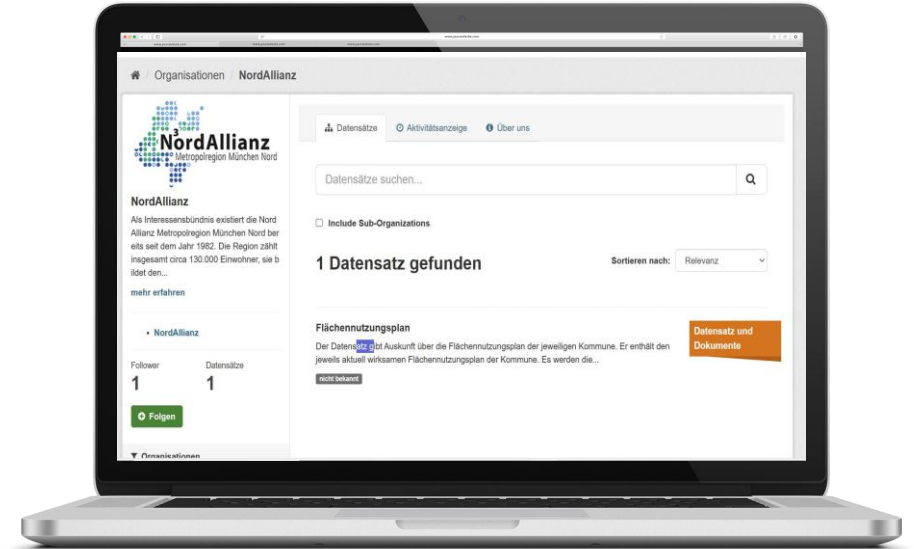 Organisationen / NordAllianz
N³ordAllianz
Metropolregion München Nord
NordAllianz
Als Interessensbündnis existiert die Nord
Allianz Metropolregion München Nord ber
eits seit dem Jahr 1982. Die Region zählt
insgesamt circa 130.000 Einwohner, sie b
ildet den...
mehr erfahren
NordAllianz
Follower Datensätze
1 1
Folgen
Organisationen
Datensätze Aktivitätsanzeige Über uns
Datensätze suchen...
Include Sub-Organizations
1 Datensatz gefunden
Sortieren nach: Relevanz
Flächennutzungsplan
Der Datensatz gibt Auskunft über die Flächennutzungsplan der jeweiligen Kommune. Er enthält den
jeweils aktuell wirksamen Flächennutzungsplan der Kommune. Es werden die...
nicht bekannt
Datensatz und
Dokumente